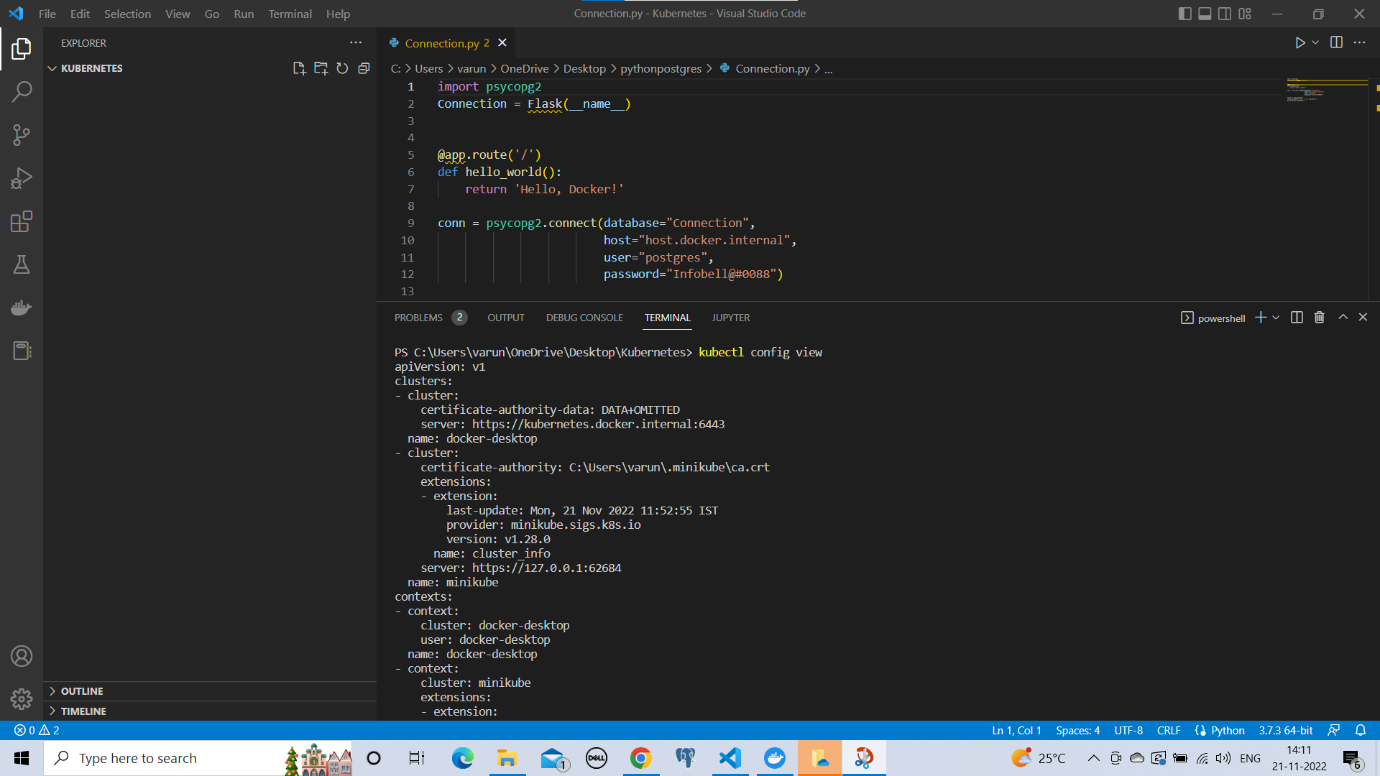 File Edit Selection View Go Run Terminal Help
Connection.py - Kubernetes - Visual Studio Code
EXPLORER
KUBERNETES
Connection.py 2
C: > Users > varun > OneDrive > Desktop > pythonpostgres > Connection.py > ...
1 import psycopg2
2 Connection = Flask(__name__)
3
4
5 @app.route('/')
6 def hello_world():
7 return 'Hello, Docker!'
8
9 conn = psycopg2.connect(database="Connection",
10 host="host.docker.internal",
11 user="postgres",
12 password="Infobell@#0088")
13
PROBLEMS 2 OUTPUT DEBUG CONSOLE TERMINAL JUPYTER
powershell
PS C:\Users\varun\OneDrive\Desktop\Kubernetes> kubectl config view
apiVersion: v1
clusters:
- cluster:
certificate-authority-data: DATA+OMITTED
server: https://kubernetes.docker.internal:6443
name: docker-desktop
- cluster:
certificate-authority: C:\Users\varun\.minikube\ca.crt
extensions:
- extension:
last-update: Mon, 21 Nov 2022 11:52:55 IST
provider: minikube.sigs.k8s.io
version: v1.28.0
name: cluster_info
server: https://127.0.0.1:62684
name: minikube
contexts:
- context:
cluster: docker-desktop
user: docker-desktop
name: docker-desktop
- context:
cluster: minikube
extensions:
- extension:
OUTLINE
TIMELINE
0 2
Ln 1, Col 1 Spaces: 4 UTF-8 CRLF Python 3.7.3 64-bit
Type here to search
1
DELL
25°C
ENG
14:11
21-11-2022
6